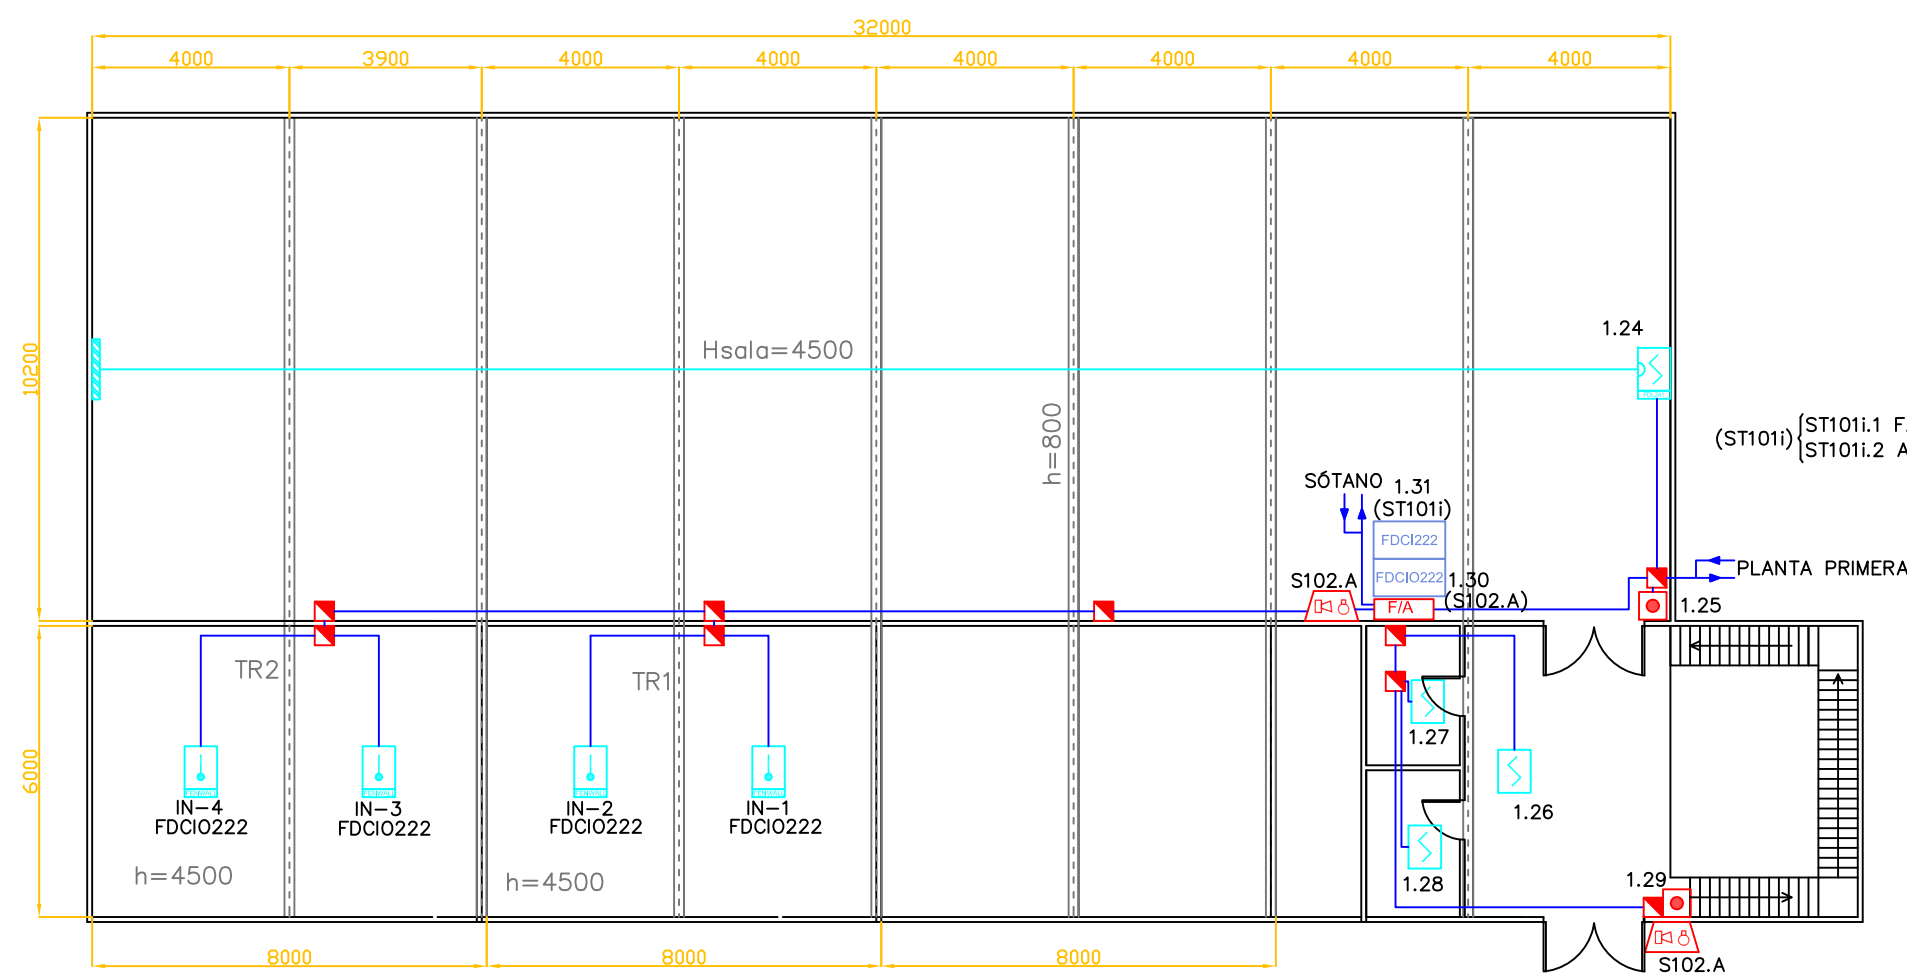 32000
4000
3900
4000
4000
4000
4000
4000
4000
10200
6000
Hsala=4500
h=800
1.24
(ST101i)
ST101i.1 F/
ST101i.2 A
SÓTANO
1.31
(ST101i)
FDCI222
FDCIO222
1.30
(S102.A)
S102.A
F/A
PLANTA PRIMERA
1.25
TR2
TR1
1.27
1.26
1.28
1.29
S102.A
IN-4
FDCIO222
IN-3
FDCIO222
IN-2
FDCIO222
IN-1
FDCIO222
h=4500
h=4500
8000
8000
8000